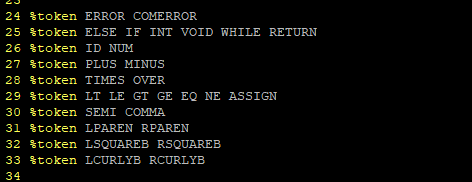 23
24 %token ERROR COMERROR
25 %token ELSE IF INT VOID WHILE RETURN
26 %token ID NUM
27 %token PLUS MINUS
28 %token TIMES OVER
29 %token LT LE GT GE EQ NE ASSIGN
30 %token SEMI COMMA
31 %token LPAREN RPAREN
32 %token LSQUAREB RSQUAREB
33 %token LCURLYB RCURLYB
34